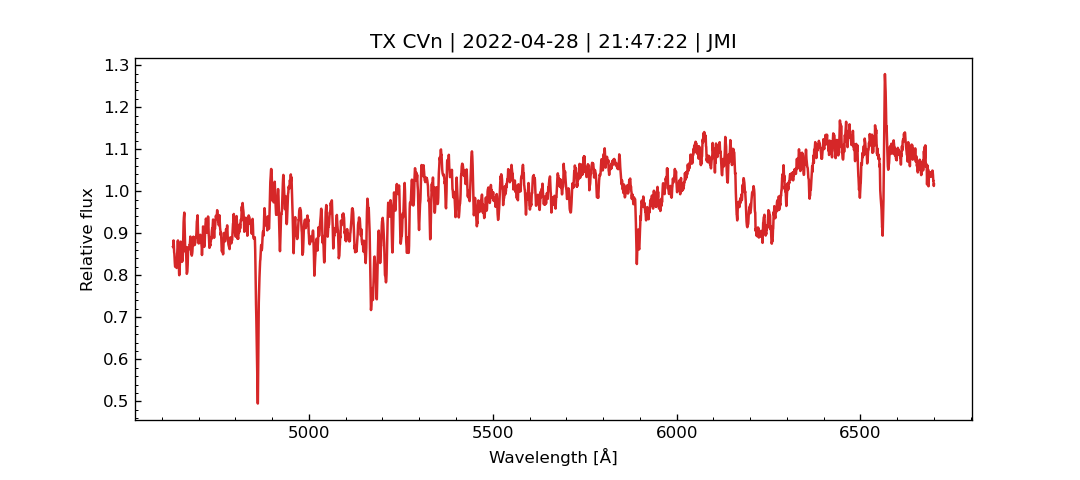 TX CVn | 2022-04-28 | 21:47:22 | JMI
1.3
1.2
1.1
1.0
0.9
0.8
0.7
0.6
0.5
Relative flux
5000 5500 6000 6500
Wavelength [Å]